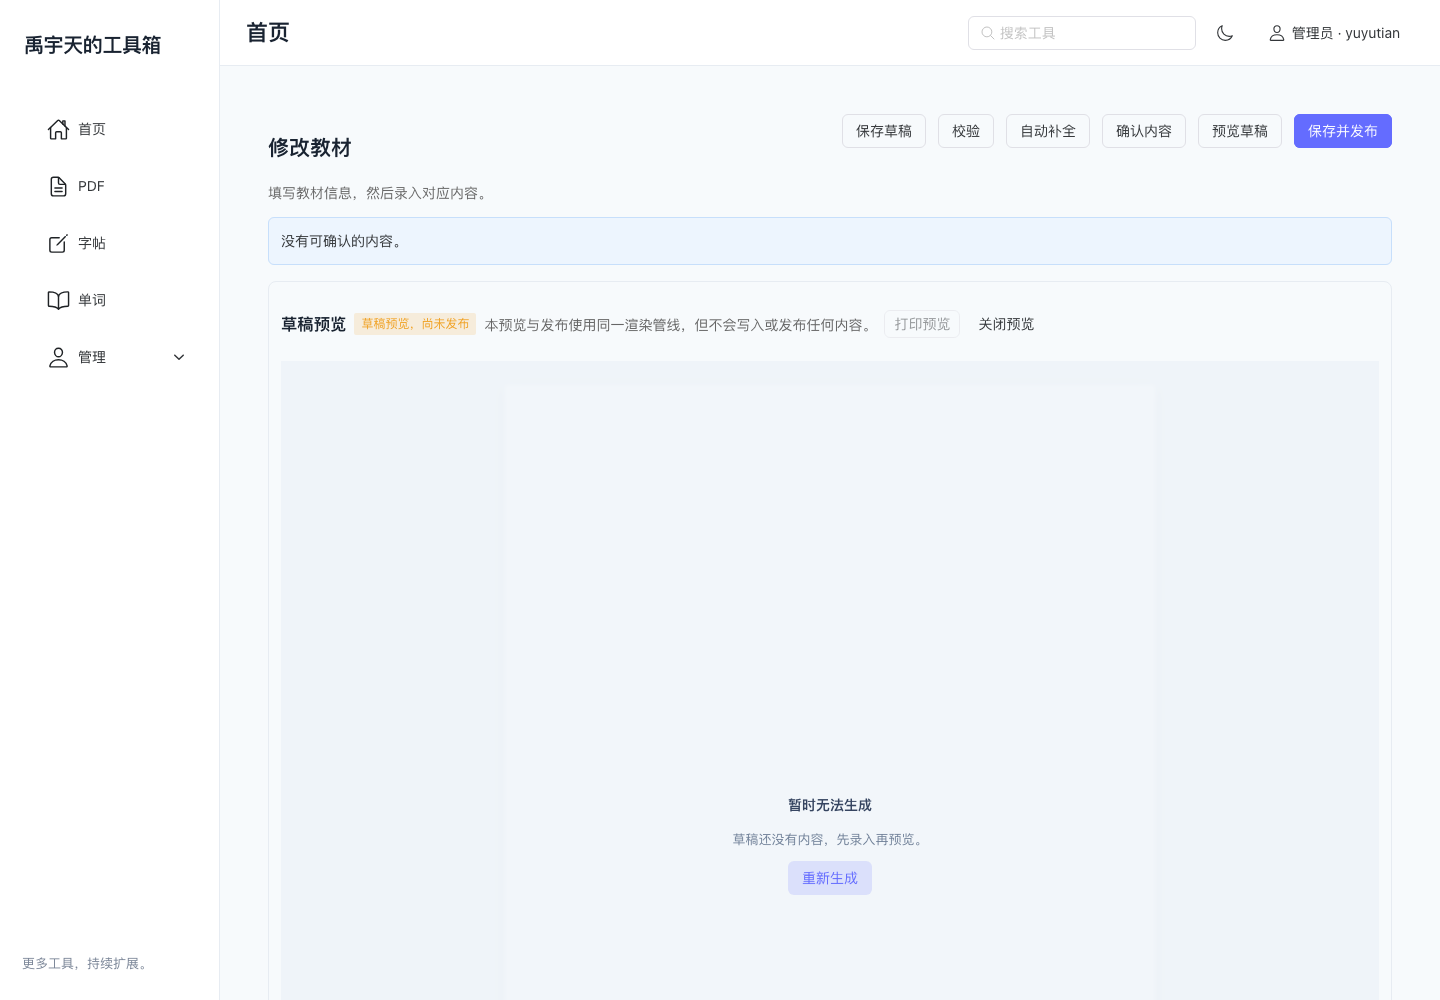 禹宇天的工具箱
首页
PDF
字帖
单词
管理
更多工具，持续扩展。
首页
搜索工具
管理员 · yuyutian
修改教材
保存草稿 校验 自动补全 确认内容 预览草稿 保存并发布
填写教材信息，然后录入对应内容。
没有可确认的内容。
草稿预览 草稿预览，尚未发布 本预览与发布使用同一渲染管线，但不会写入或发布任何内容。 打印预览 关闭预览
暂时无法生成
草稿还没有内容，先录入再预览。
重新生成